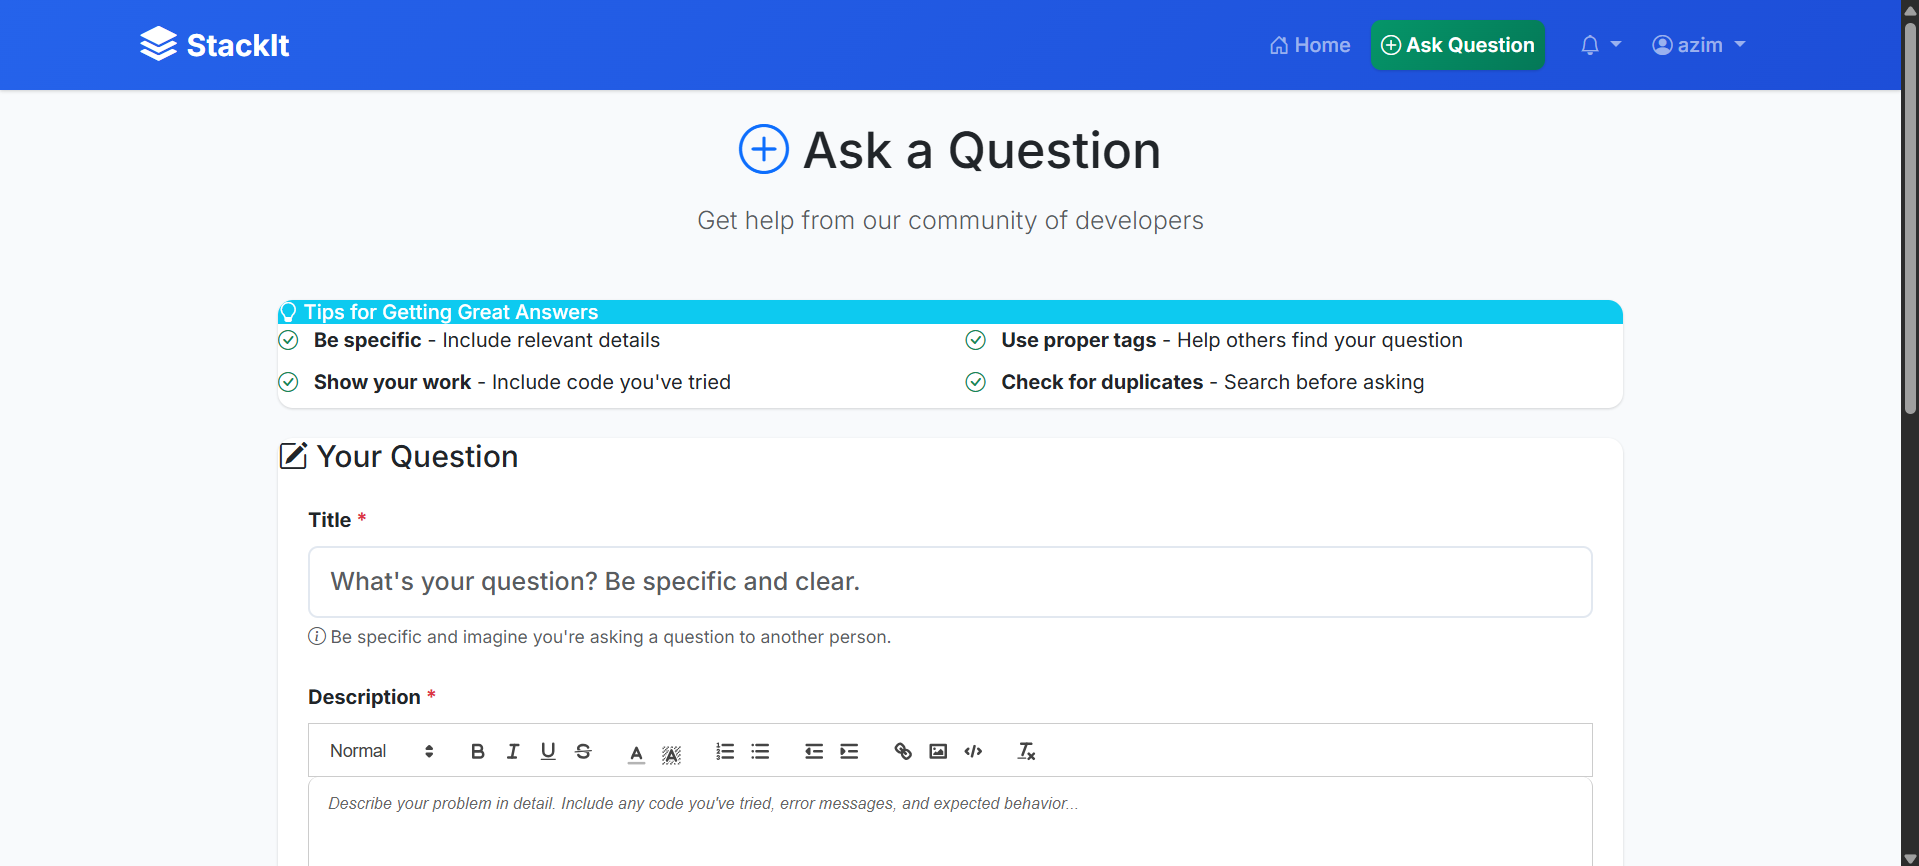 StackIt
Home
Ask Question
azim
Ask a Question
Get help from our community of developers
Tips for Getting Great Answers
Be specific - Include relevant details
Use proper tags - Help others find your question
Show your work - Include code you've tried
Check for duplicates - Search before asking
Your Question
Title *
What's your question? Be specific and clear.
Be specific and imagine you're asking a question to another person.
Description *
Normal
Describe your problem in detail. Include any code you've tried, error messages, and expected behavior...